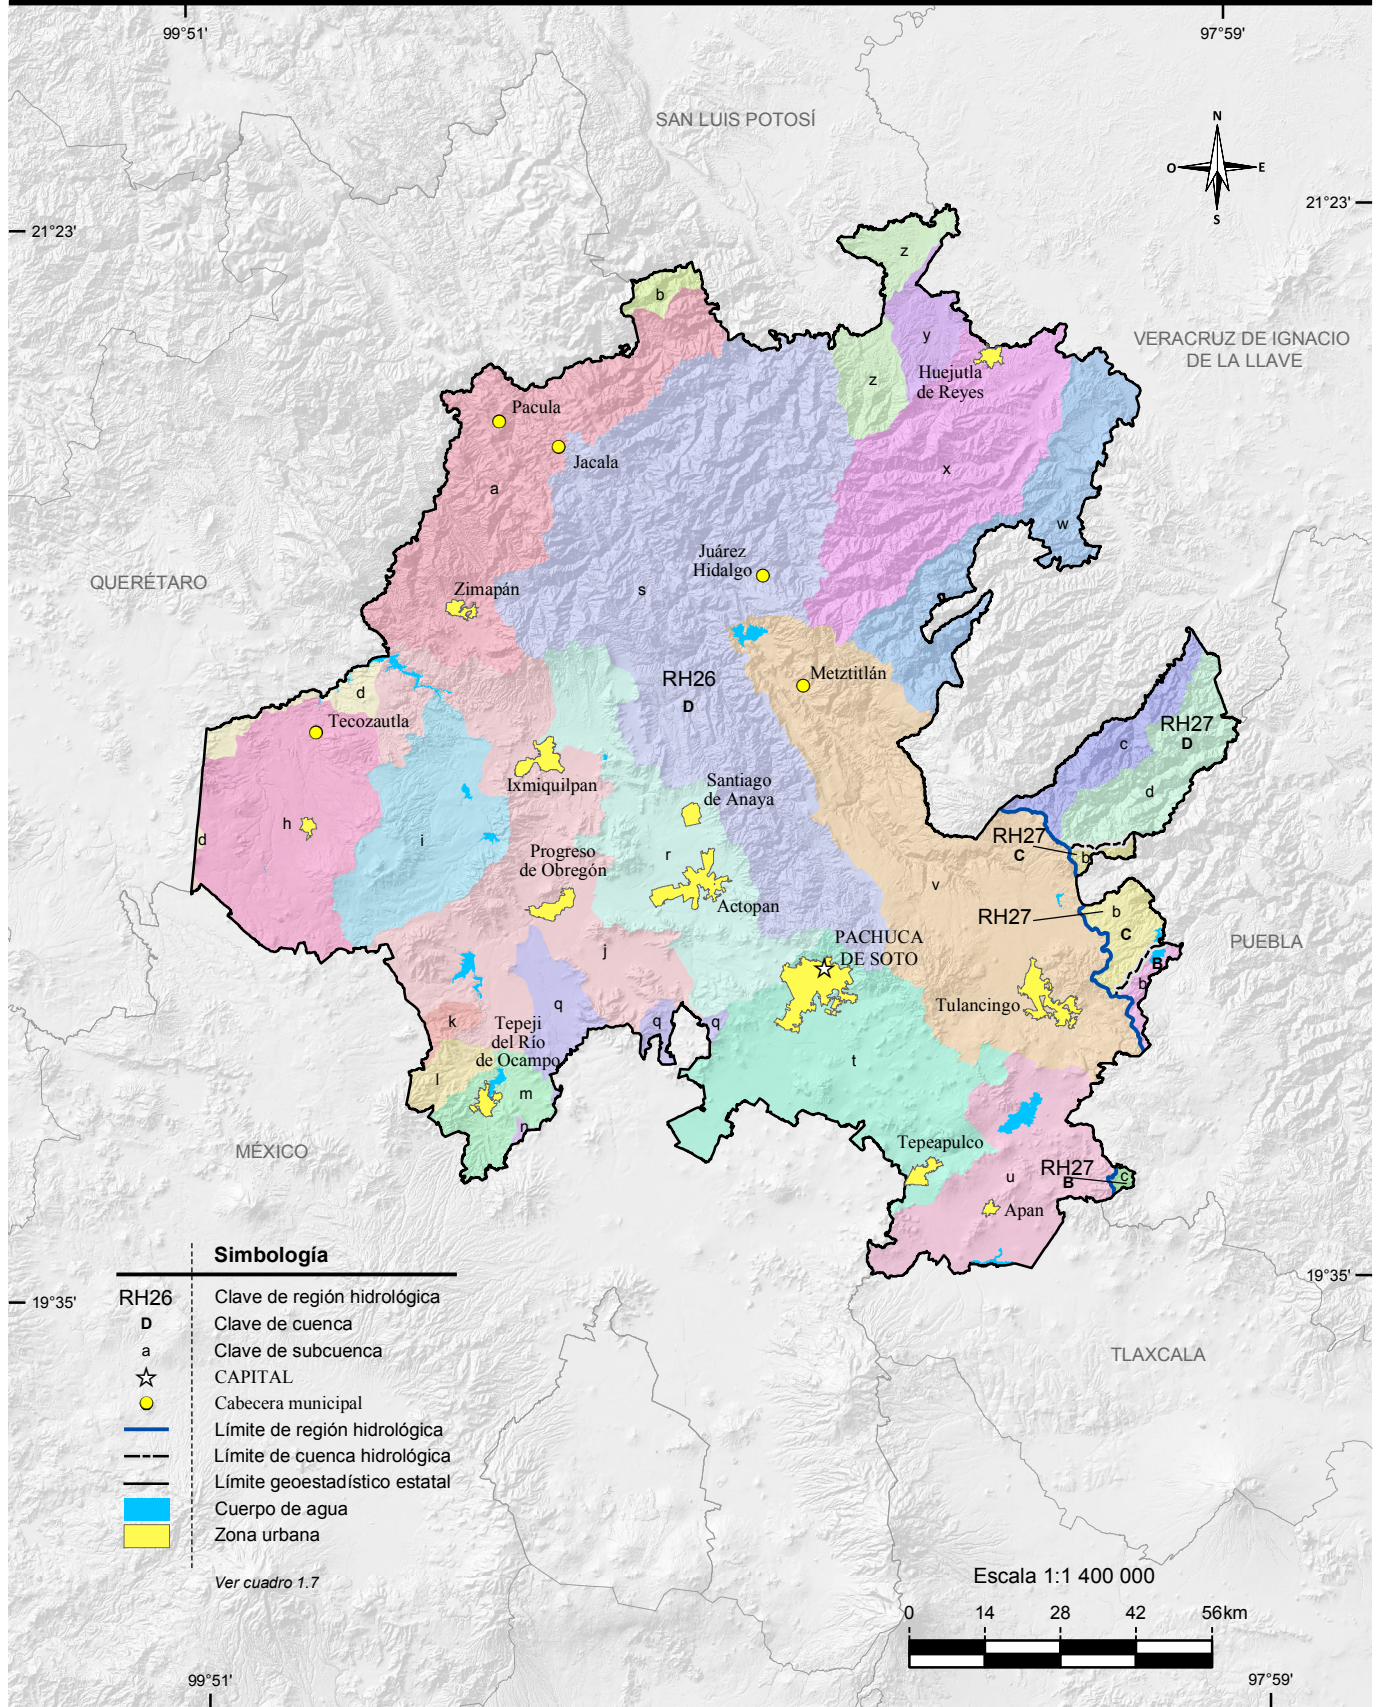 99°51'
97°59'
SAN LUIS POTOSÍ
N
O
E
S
21°23'
21°23'
z
b
y
VERACRUZ DE IGNACIO
DE LA LLAVE
z
Huejutla
de Reyes
Pacula
Jacala
x
a
w
Juárez
Hidalgo
QUERÉTARO
Zimapán
s
RH26
D
Metztitlán
d
Tecozautla
RH27
D
c
d
Ixmiquilpan
Santiago
de Anaya
h
d
i
r
Progreso
de Obregón
RH27
C
b
v
Actopan
RH27
b
C
PACHUCA
DE SOTO
PUEBLA
j
B
b
Tulancingo
q
k
q
q
Tepeji
del Río
de Ocampo
t
l
m
n
MÉXICO
Tepeapulco
RH27
B
c
u
Apan
Simbología
RH26 Clave de región hidrológica
D Clave de cuenca
a Clave de subcuenca
CAPITAL
Cabecera municipal
Límite de región hidrológica
Límite de cuenca hidrológica
Límite geoestadístico estatal
Cuerpo de agua
Zona urbana
Ver cuadro 1.7
19°35'
19°35'
TLAXCALA
Escala 1:1 400 000
0 14 28 42 56km
99°51'
97°59'